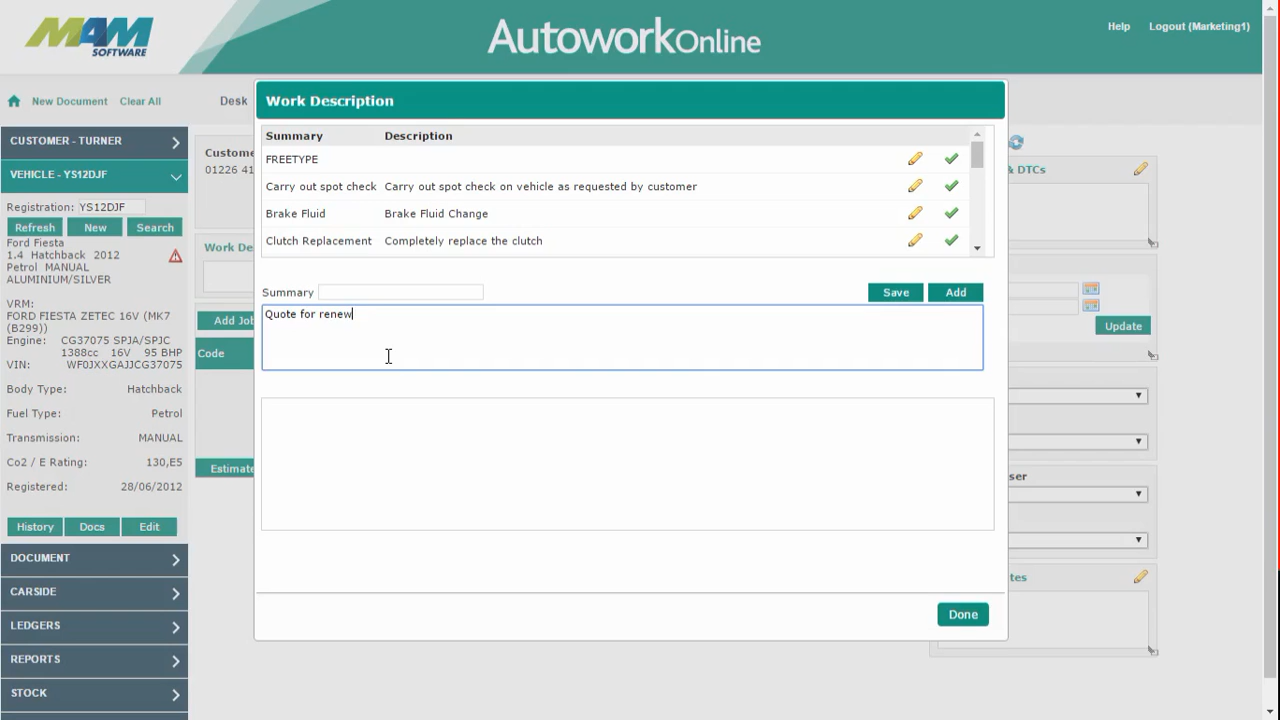 MAM
SOFTWARE
AutoworkOnline
Help
Logout (Marketing1)
New Document
Clear All
Desk
CUSTOMER - TURNER
VEHICLE - YS12DJF
Registration: YS12DJF
Refresh
New
Search
Ford Fiesta
1.4 Hatchback 2012
Petrol MANUAL
ALUMINIUM/SILVER
VRM:
FORD FIESTA ZETEC 16V (MK7
(B299))
Engine: CG37075 SPJA/SPJC
1388cc 16V 95 BHP
VIN: WF0JXXGAJJCG37075
Body Type: Hatchback
Fuel Type: Petrol
Transmission: MANUAL
Co2 / E Rating: 130,E5
Registered: 28/06/2012
History
Docs
Edit
DOCUMENT
CARSIDE
LEDGERS
REPORTS
STOCK
Custome
01226 41
Work De
Add Jol
Code
Estimate
Work Description
Summary Description
FREETYPE
Carry out spot check Carry out spot check on vehicle as requested by customer
Brake Fluid Brake Fluid Change
Clutch Replacement Completely replace the clutch
Summary
Save
Add
Quote for renew
Done
& DTCs
Update
ser
tes